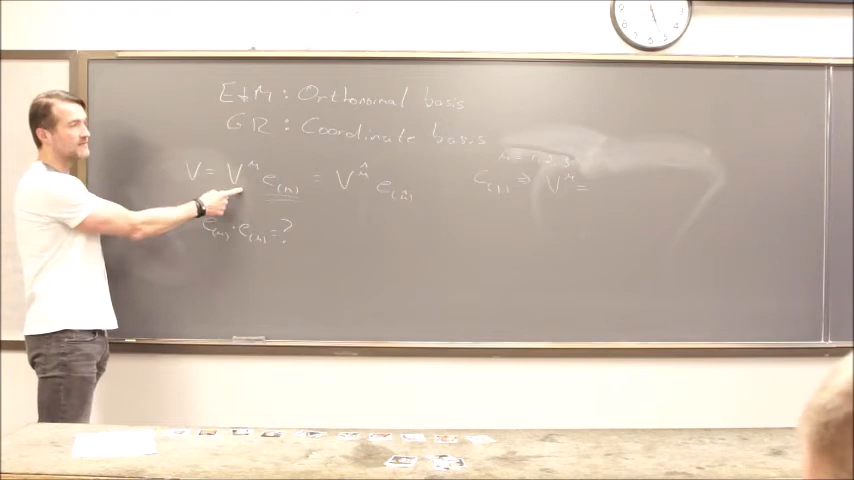 E&M : Orthonormal basis
GR : Coordinate basis
V = V^μ e_(μ) = V^μ̂ e_(μ̂)
e_(μ) · e_(μ) = ?
e_(1) ⇒ V^μ =